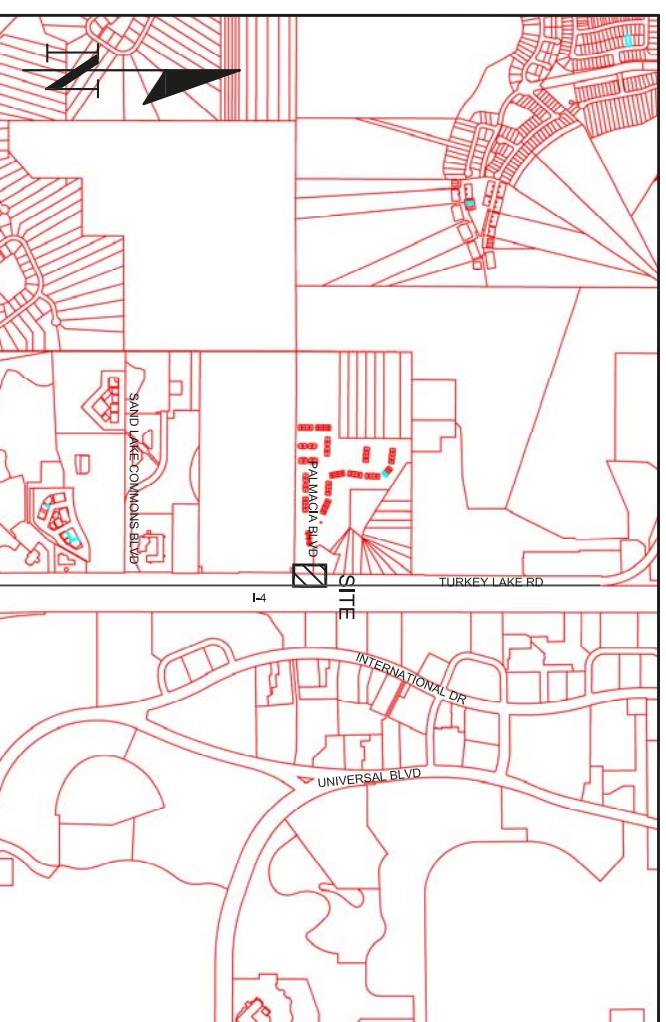 N
SAND LAKE COMMONS BLVD
PALMACIA BLVD
SITE
TURKEY LAKE RD
I-4
INTERNATIONAL DR
UNIVERSAL BLVD